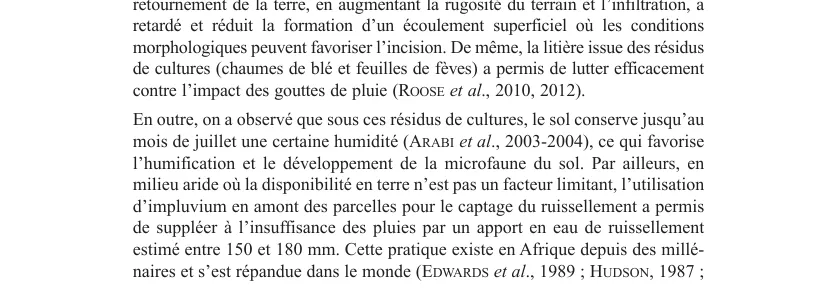 retournement de la terre, en augmentant la rugosité du terrain et l’infiltration, a
retardé et réduit la formation d’un écoulement superficiel où les conditions
morphologiques peuvent favoriser l’incision. De même, la litière issue des résidus
de cultures (chaumes de blé et feuilles de fèves) a permis de lutter efficacement
contre l’impact des gouttes de pluie (ROOSE et al., 2010, 2012).
En outre, on a observé que sous ces résidus de cultures, le sol conserve jusqu’au
mois de juillet une certaine humidité (ARABI et al., 2003-2004), ce qui favorise
l’humification et le développement de la microfaune du sol. Par ailleurs, en
milieu aride où la disponibilité en terre n’est pas un facteur limitant, l’utilisation
d’impluvium en amont des parcelles pour le captage du ruissellement a permis
de suppléer à l’insuffisance des pluies par un apport en eau de ruissellement
estimé entre 150 et 180 mm. Cette pratique existe en Afrique depuis des millé-
naires et s’est répandue dans le monde (EDWARDS et al., 1989 ; HUDSON, 1987 ;